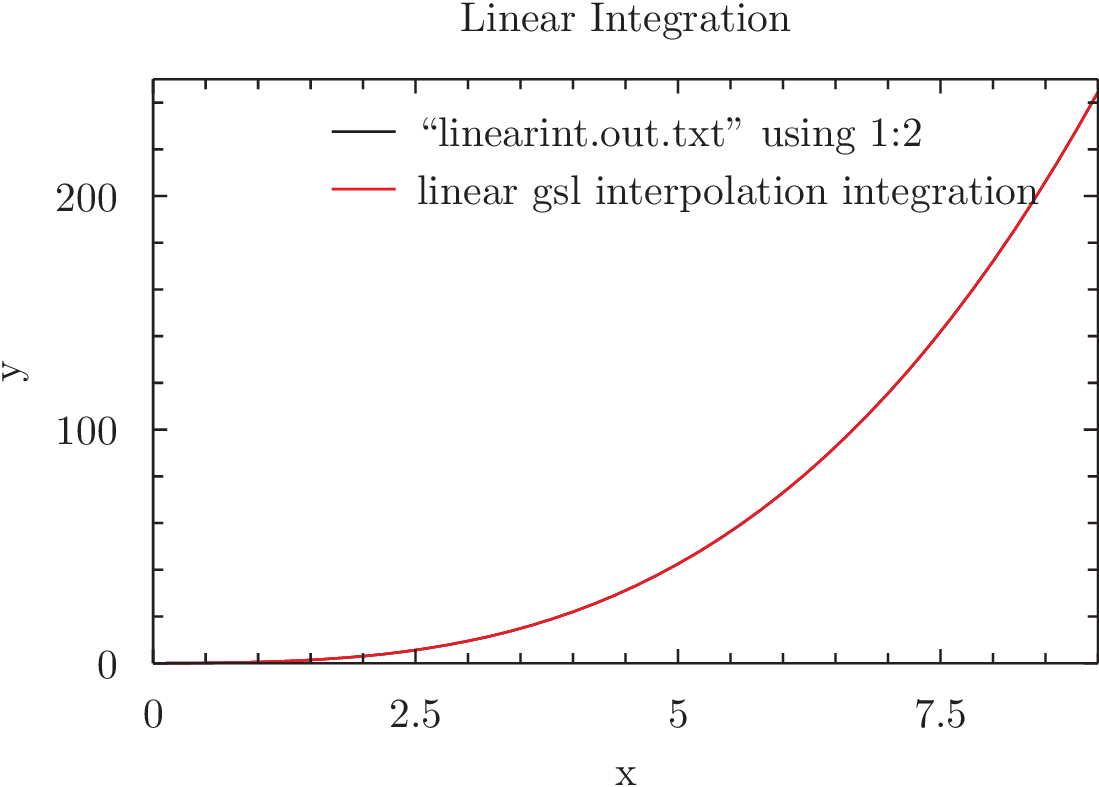 Linear Integration
“linearint.out.txt” using 1:2
linear gsl interpolation integration
200
100
0
y
0 2.5 5 7.5
x